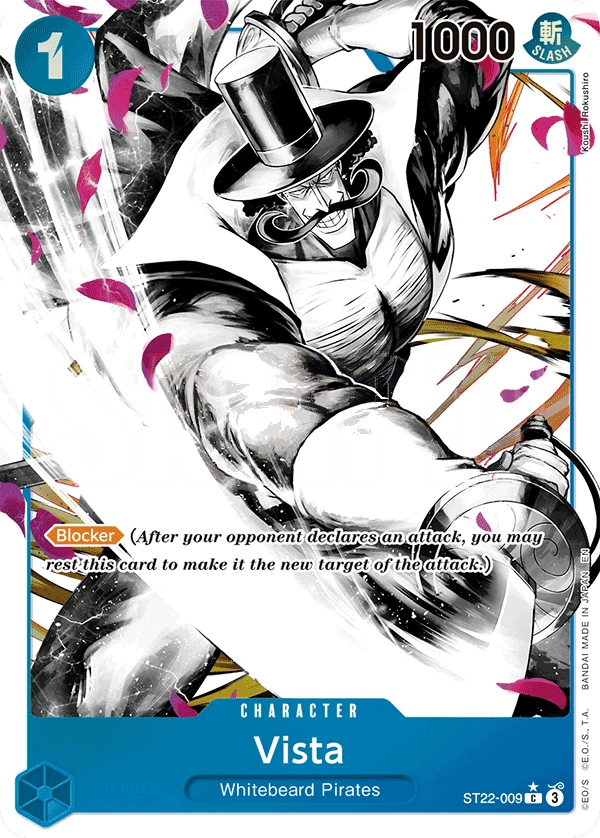 1
1000
斬
SLASH
Koushi Rokushiro
Blocker (After your opponent declares an attack, you may
rest this card to make it the new target of the attack.)
©EO/S ©E.O./S., T.A. BANDAI MADE IN JAPAN EN
CHARACTER
Vista
Whitebeard Pirates
ST22-009 C 3